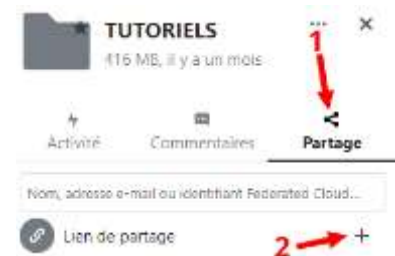 TUTORIELS
416 MB, il y a un mois
1
Activité Commentaires Partage
Nom, adresse e-mail ou identifiant Federated Cloud...
Lien de partage
2